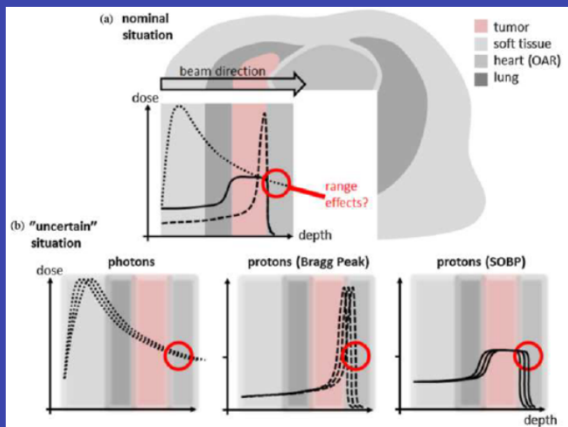 (a) nominal
situation
tumor
soft tissue
heart (OAR)
lung
beam direction
dose
range
effects?
depth
(b) "uncertain"
situation
photons
protons (Bragg Peak)
protons (SOBP)
dose
depth